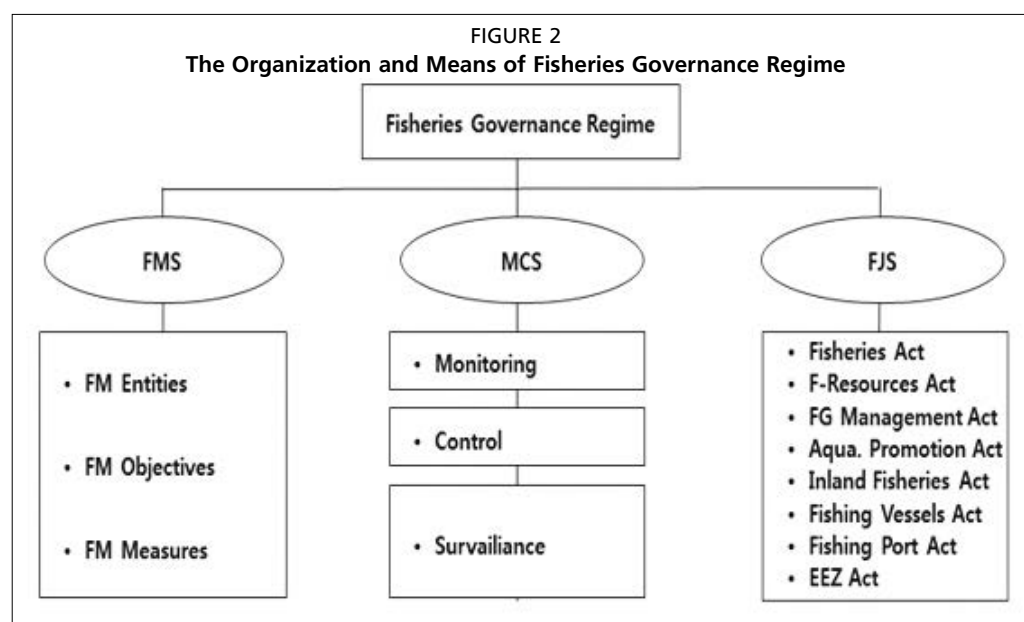 FIGURE 2
The Organization and Means of Fisheries Governance Regime
Fisheries Governance Regime
FMS
MCS
FJS
• FM Entities
• FM Objectives
• FM Measures
• Monitoring
• Control
• Survailiance
• Fisheries Act
• F-Resources Act
• FG Management Act
• Aqua. Promotion Act
• Inland Fisheries Act
• Fishing Vessels Act
• Fishing Port Act
• EEZ Act